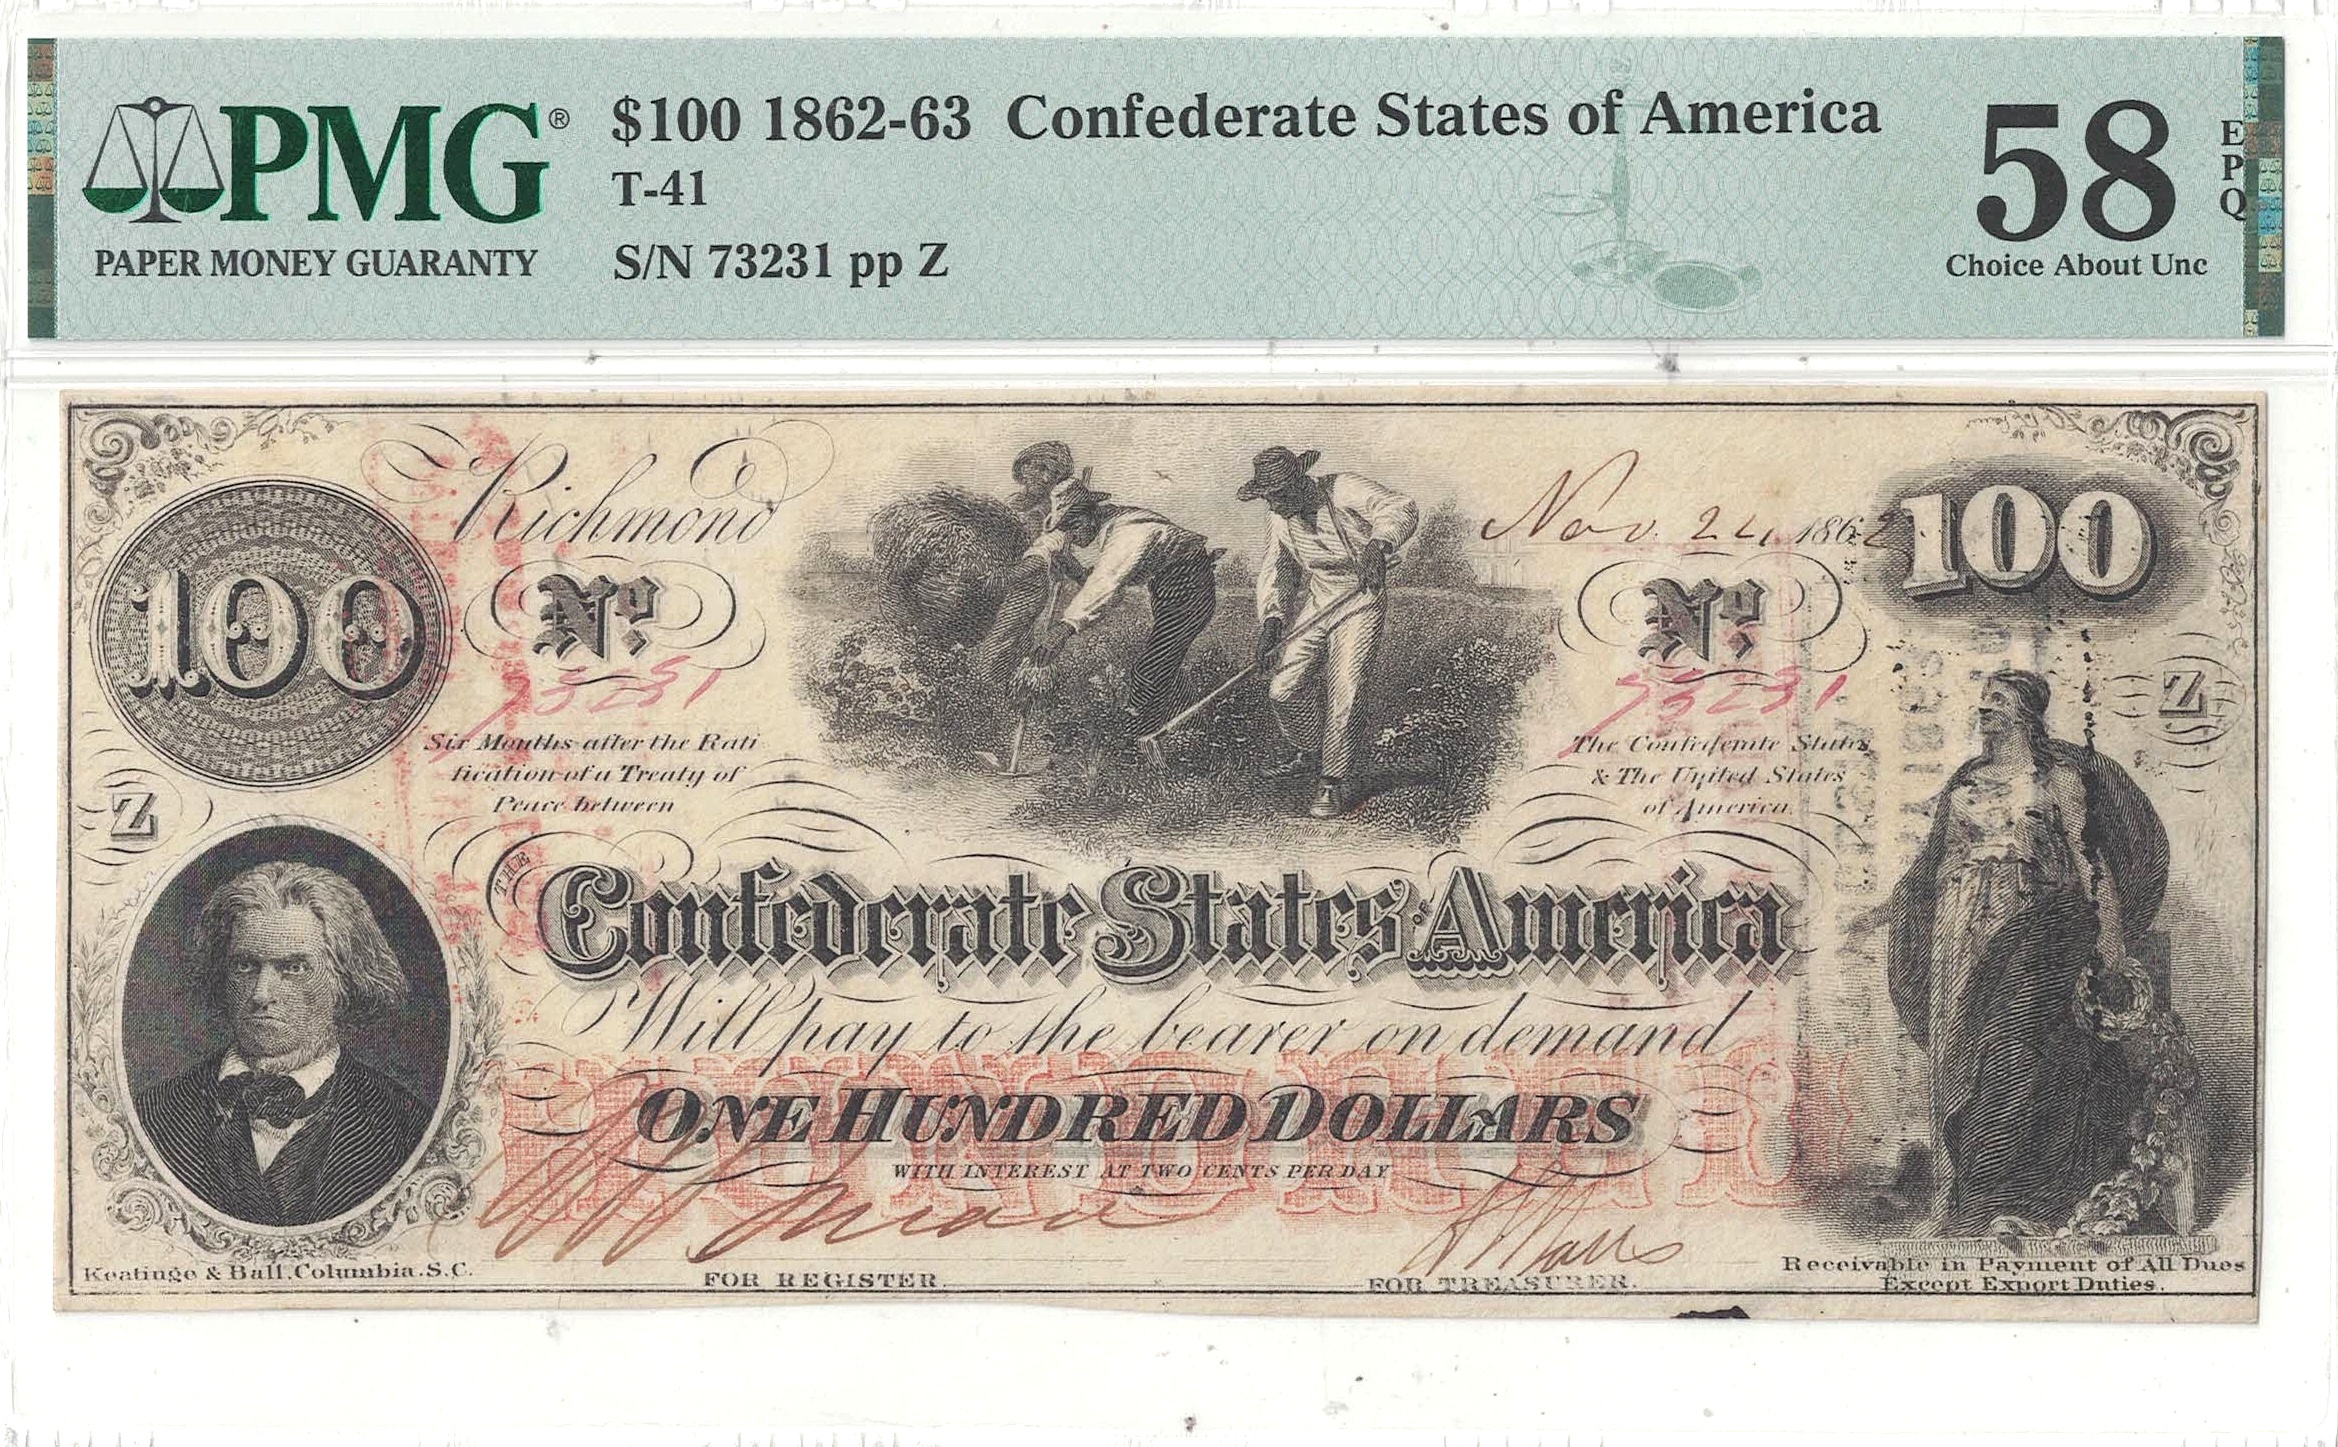 PMG®
PAPER MONEY GUARANTY
$100 1862-63 Confederate States of America
T-41
S/N 73231 pp Z
58
EPQ
Choice About Unc
Richmond
Nov. 24, 1862
100
100
No.
73231
No.
73231
Z
Z
Six Months after the Rati
fication of a Treaty of
Peace between
The Confederate States
& The United States
of America.
THE
Confederate States OF America
Will pay to the bearer on demand
HUNDRED
ONE HUNDRED DOLLARS
WITH INTEREST AT TWO CENTS PER DAY
Keatinge & Ball, Columbia. S.C.
FOR REGISTER.
FOR TREASURER.
Receivable in Payment of All Dues
Except Export Duties.